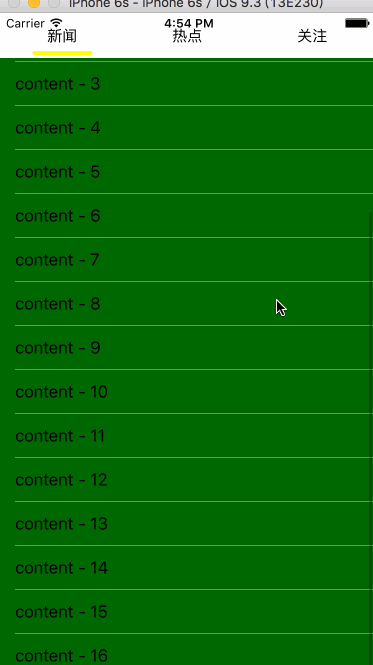 iPhone 6s - iPhone 6s / iOS 9.3 (13E230)
Carrier 4:54 PM
新闻 热点 关注
content - 3
content - 4
content - 5
content - 6
content - 7
content - 8
content - 9
content - 10
content - 11
content - 12
content - 13
content - 14
content - 15
content - 16